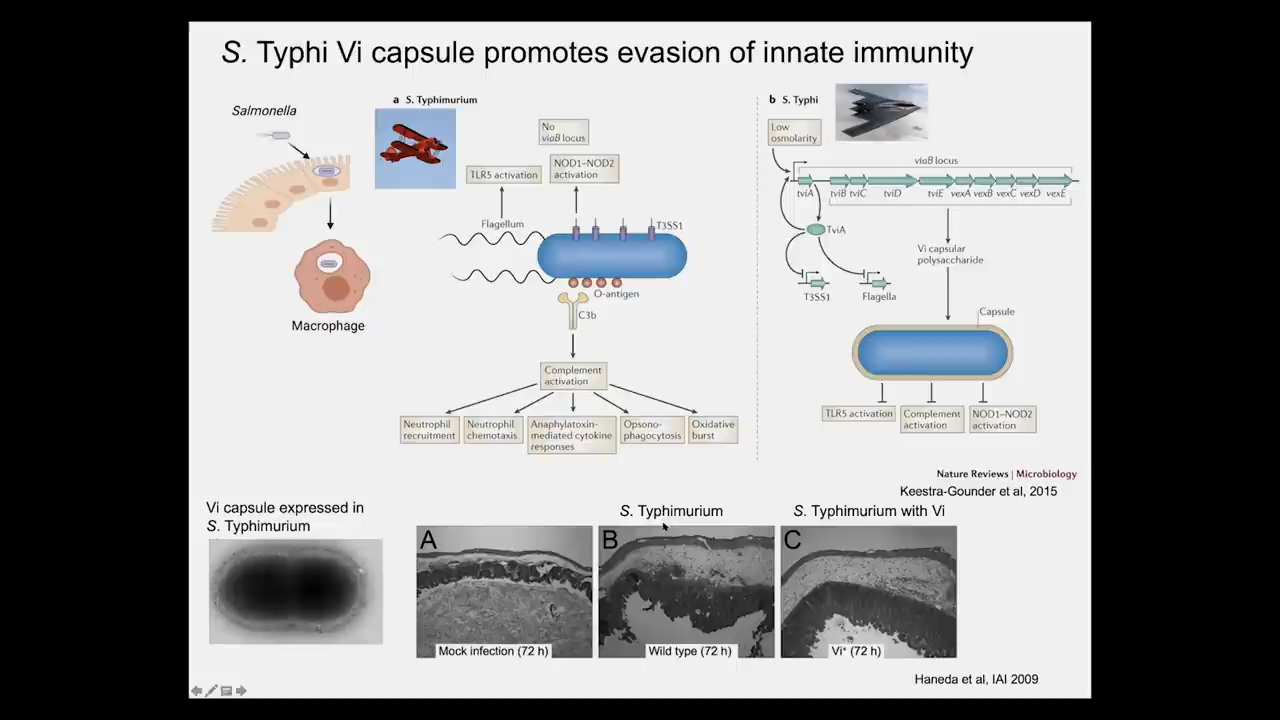 S. Typhi Vi capsule promotes evasion of innate immunity
Salmonella
Macrophage
a S. Typhimurium
No
viaB locus
TLR5 activation
NOD1–NOD2
activation
Flagellum
T3SS1
O-antigen
C3b
Complement
activation
Neutrophil
recruitment
Neutrophil
chemotaxis
Anaphylatoxin-
mediated cytokine
responses
Opsono-
phagocytosis
Oxidative
burst
b S. Typhi
Low
osmolarity
viaB locus
tviA
tviB
tviC
tviD
tviE
vexA
vexB
vexC
vexD
vexE
TviA
T3SS1
Flagella
Vi capsular
polysaccharide
Capsule
TLR5 activation
Complement
activation
NOD1–NOD2
activation
Nature Reviews | Microbiology
Keestra-Gounder et al, 2015
Vi capsule expressed in
S. Typhimurium
S. Typhimurium
S. Typhimurium with Vi
A
Mock infection (72 h)
B
Wild type (72 h)
C
Vi⁺ (72 h)
Haneda et al, IAI 2009